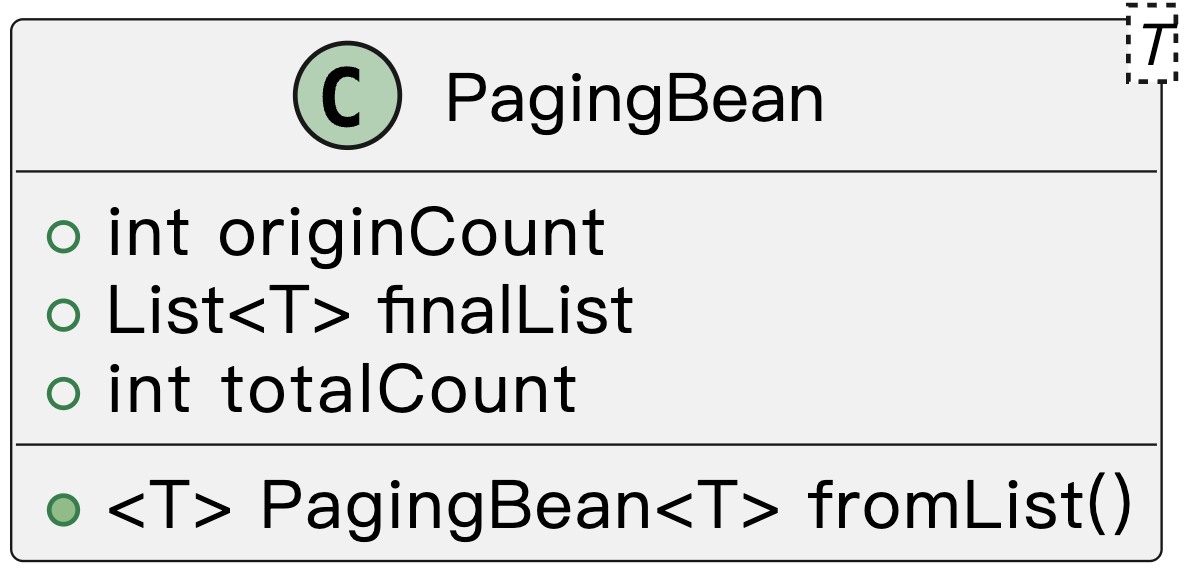 T
C PagingBean
int originCount
List<T> finalList
int totalCount
<T> PagingBean<T> fromList()